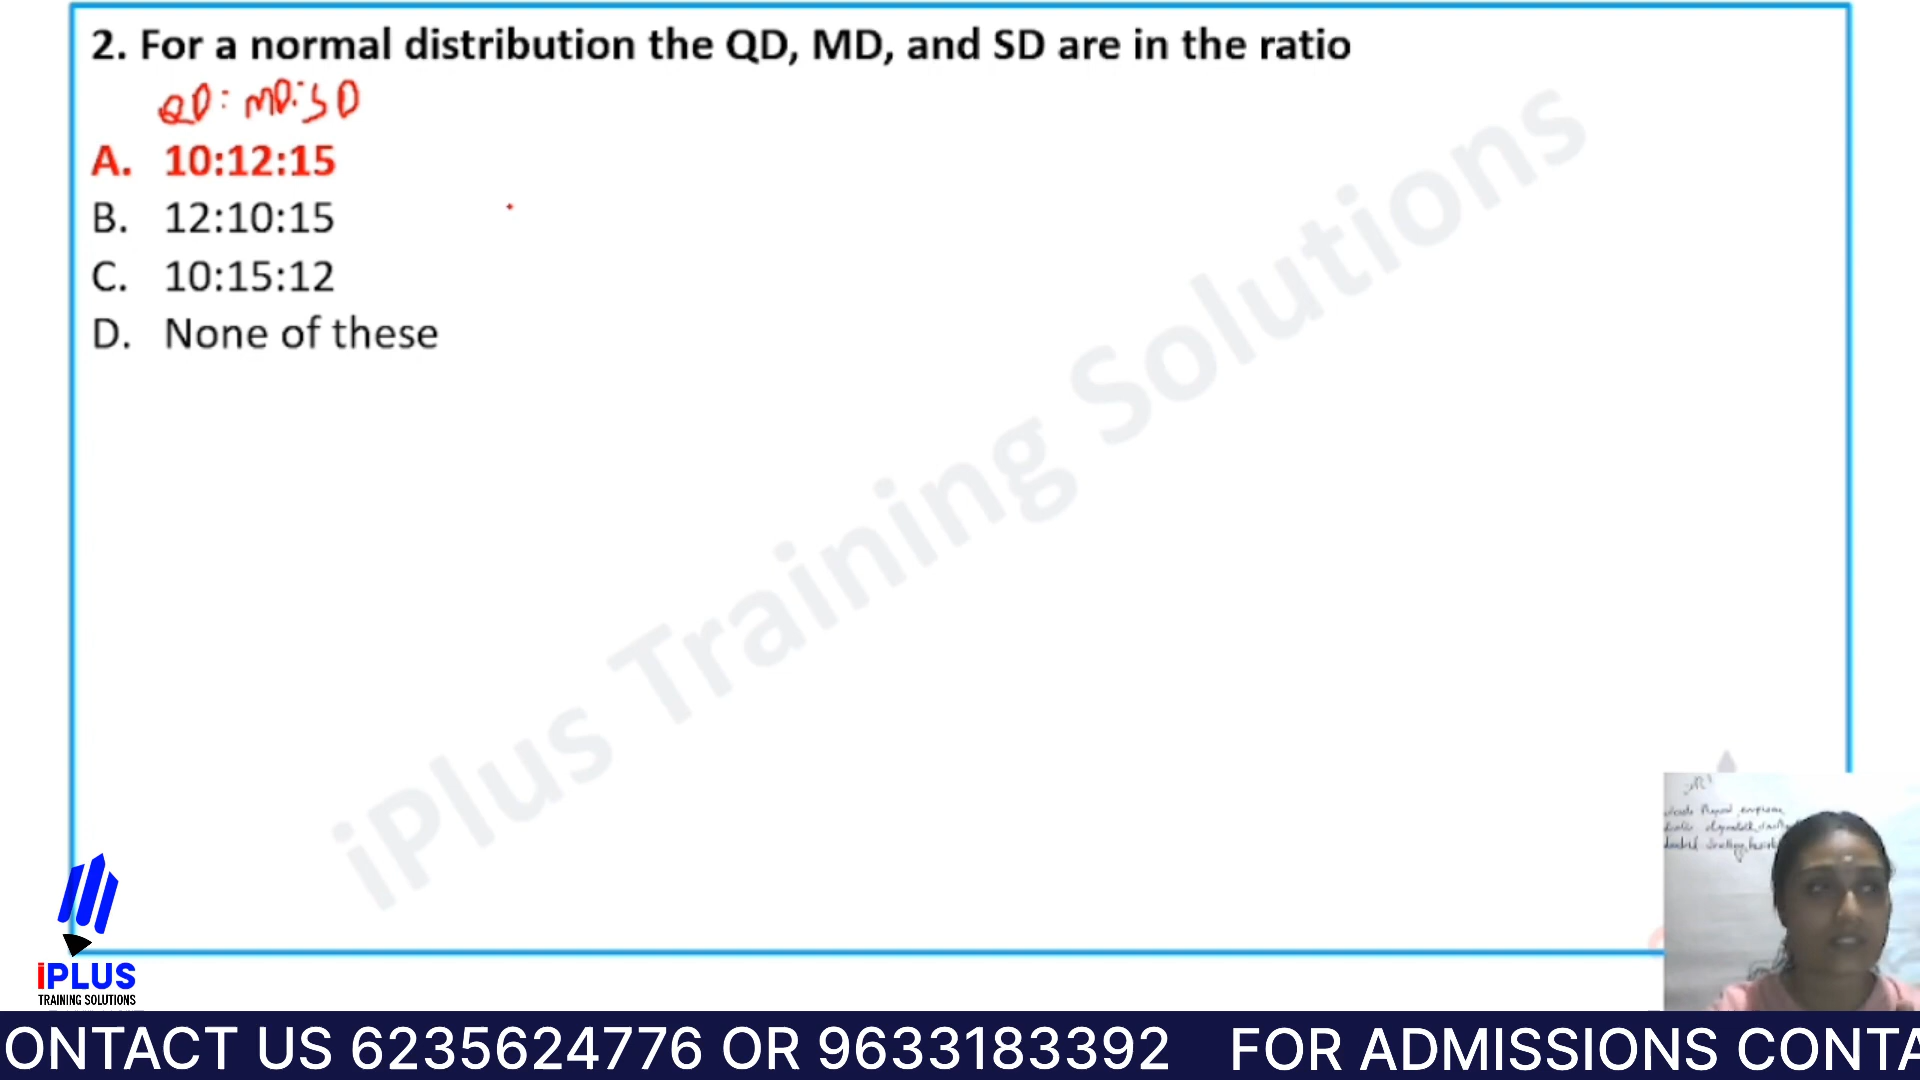 2. For a normal distribution the QD, MD, and SD are in the ratio
QD : MD : SD
A. 10:12:15
B. 12:10:15
C. 10:15:12
D. None of these
iPlus Training Solutions
iPLUS
TRAINING SOLUTIONS
ONTACT US 6235624776 OR 9633183392 FOR ADMISSIONS CONTA